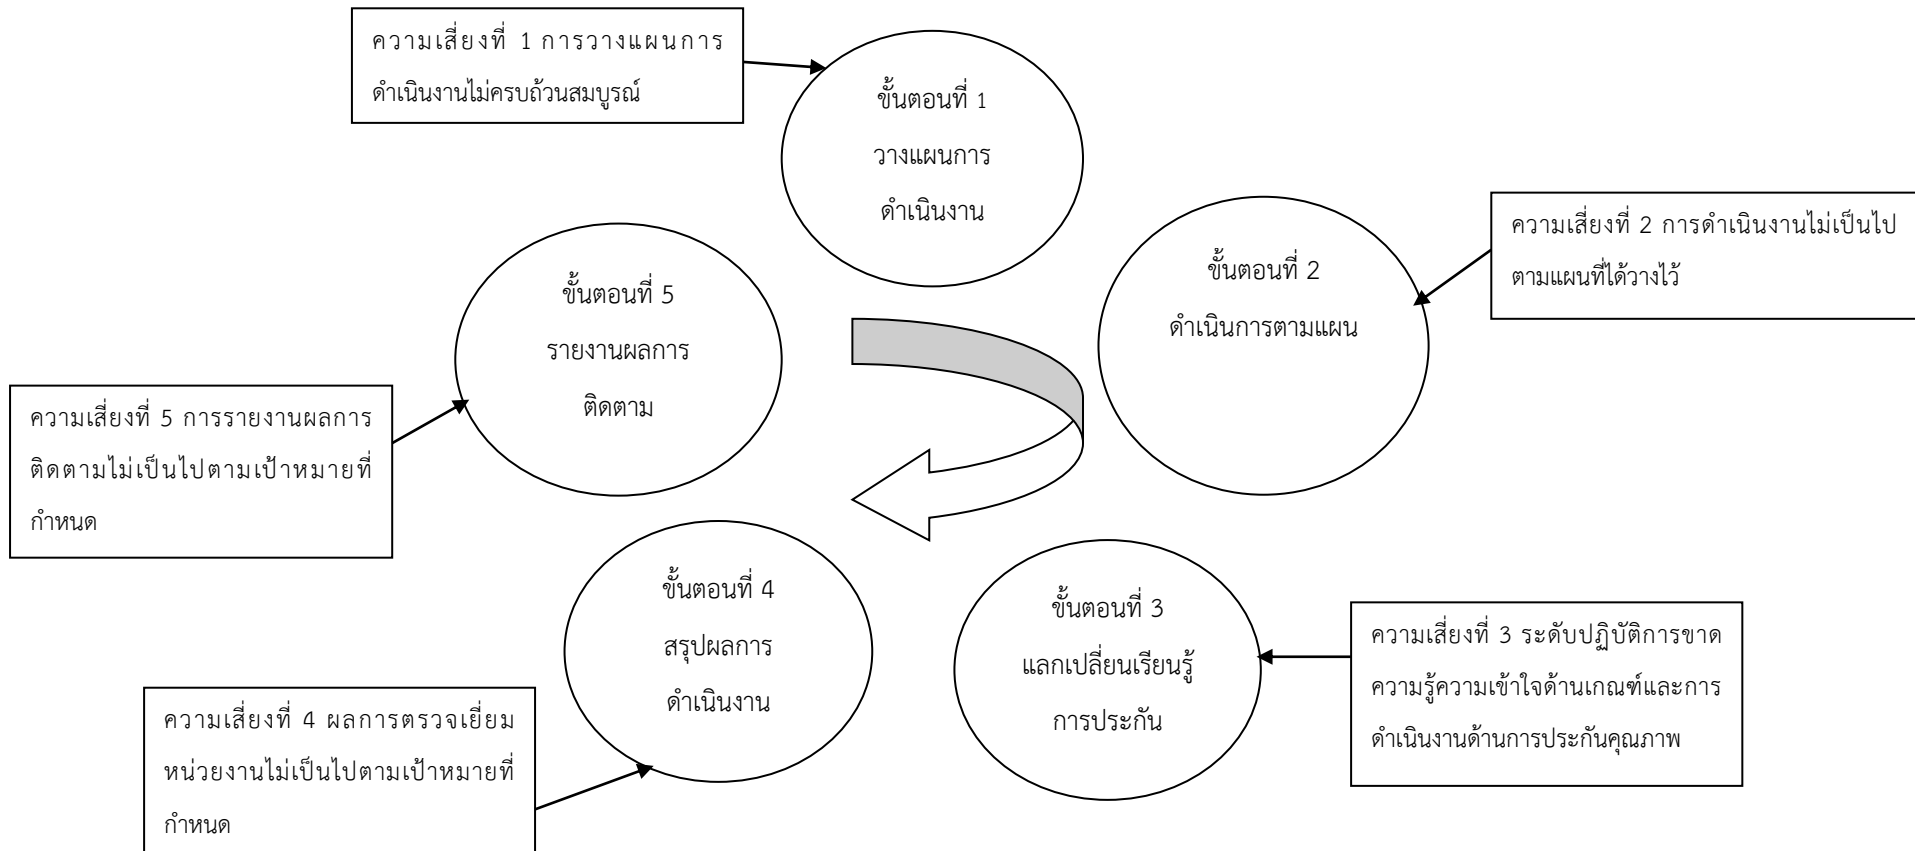 ความเสี่ยงที่ 1 การวางแผนการ
ดำเนินงานไม่ครบถ้วนสมบูรณ์
ขั้นตอนที่ 1
วางแผนการ
ดำเนินงาน
ความเสี่ยงที่ 2 การดำเนินงานไม่เป็นไป
ตามแผนที่ได้วางไว้
ขั้นตอนที่ 2
ดำเนินการตามแผน
ขั้นตอนที่ 5
รายงานผลการ
ติดตาม
ความเสี่ยงที่ 5 การรายงานผลการ
ติดตามไม่เป็นไปตามเป้าหมายที่
กำหนด
ขั้นตอนที่ 4
สรุปผลการ
ดำเนินงาน
ขั้นตอนที่ 3
แลกเปลี่ยนเรียนรู้
การประกัน
ความเสี่ยงที่ 3 ระดับปฏิบัติการขาด
ความรู้ความเข้าใจด้านเกณฑ์และการ
ดำเนินงานด้านการประกันคุณภาพ
ความเสี่ยงที่ 4 ผลการตรวจเยี่ยม
หน่วยงานไม่เป็นไปตามเป้าหมายที่
กำหนด